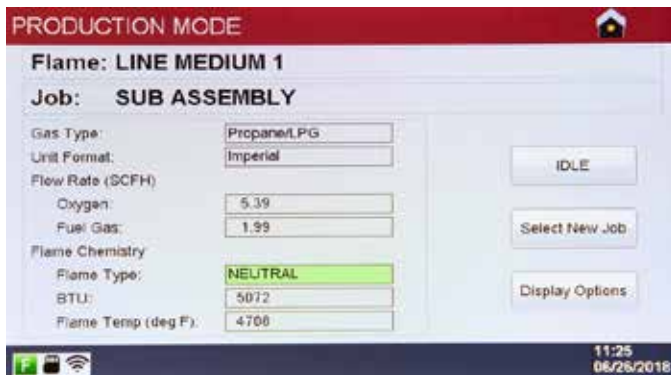 PRODUCTION MODE
Flame: LINE MEDIUM 1
Job: SUB ASSEMBLY
Gas Type: Propane/LPG
Unit Format: Imperial
IDLE
Flow Rate (SCFH)
Oxygen: 5.39
Fuel Gas: 1.99
Select New Job
Flame Chemistry
Flame Type: NEUTRAL
BTU: 5072
Display Options
Flame Temp (deg F): 4708
F
11:25
06/26/2018